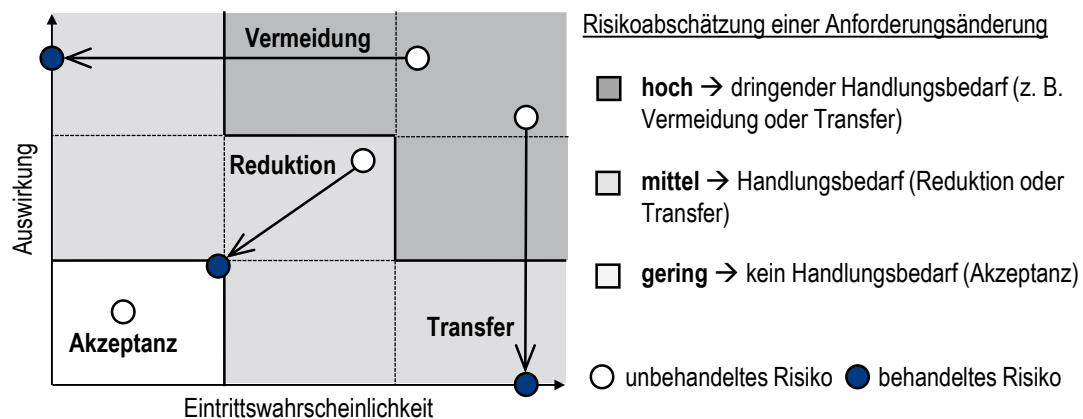 Risikoabschätzung einer Anforderungsänderung
Vermeidung
hoch → dringender Handlungsbedarf (z. B.
Vermeidung oder Transfer)
Reduktion
mittel → Handlungsbedarf (Reduktion oder
Transfer)
Auswirkung
gering → kein Handlungsbedarf (Akzeptanz)
Transfer
Akzeptanz
unbehandeltes Risiko
behandeltes Risiko
Eintrittswahrscheinlichkeit